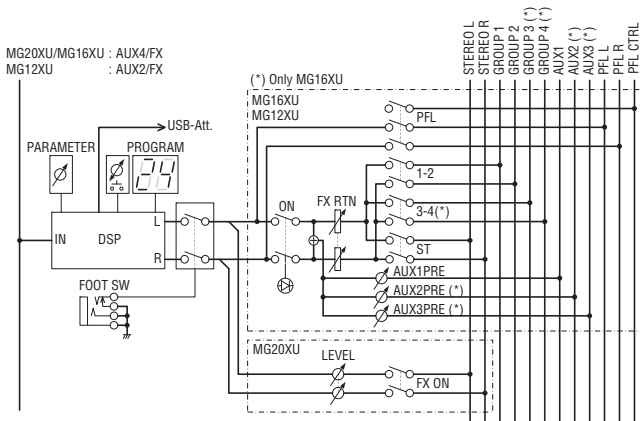 MG20XU/MG16XU : AUX4/FX
MG12XU : AUX2/FX
STEREO L
STEREO R
GROUP 1
GROUP 2
GROUP 3 (*)
GROUP 4 (*)
AUX1
AUX2 (*)
AUX3 (*)
PFL L
PFL R
PFL CTRL
(*) Only MG16XU
MG16XU
MG12XU
PFL
USB-Att.
PARAMETER
PROGRAM
24
1-2
ON
FX RTN
3-4(*)
L
IN
DSP
R
ST
FOOT SW
AUX1PRE
AUX2PRE (*)
AUX3PRE (*)
MG20XU
LEVEL
FX ON